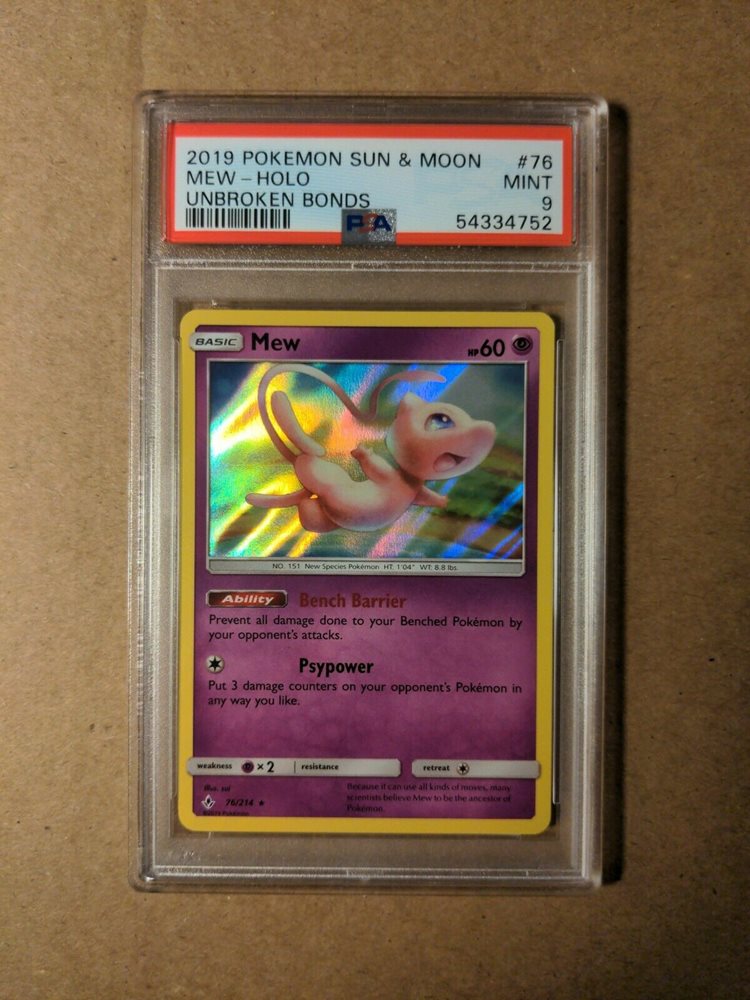 2019 POKEMON SUN & MOON #76
MEW - HOLO MINT
UNBROKEN BONDS 9
PSA 54334752
BASIC Mew HP60
NO. 151 New Species Pokémon HT: 1'04" WT: 8.8 lbs.
Ability Bench Barrier
Prevent all damage done to your Benched Pokémon by
your opponent's attacks.
Psypower
Put 3 damage counters on your opponent's Pokémon in
any way you like.
weakness ×2 resistance retreat
Illus. sui
76/214
Because it can use all kinds of moves, many
scientists believe Mew to be the ancestor of
Pokémon.
©2019 Pokémon